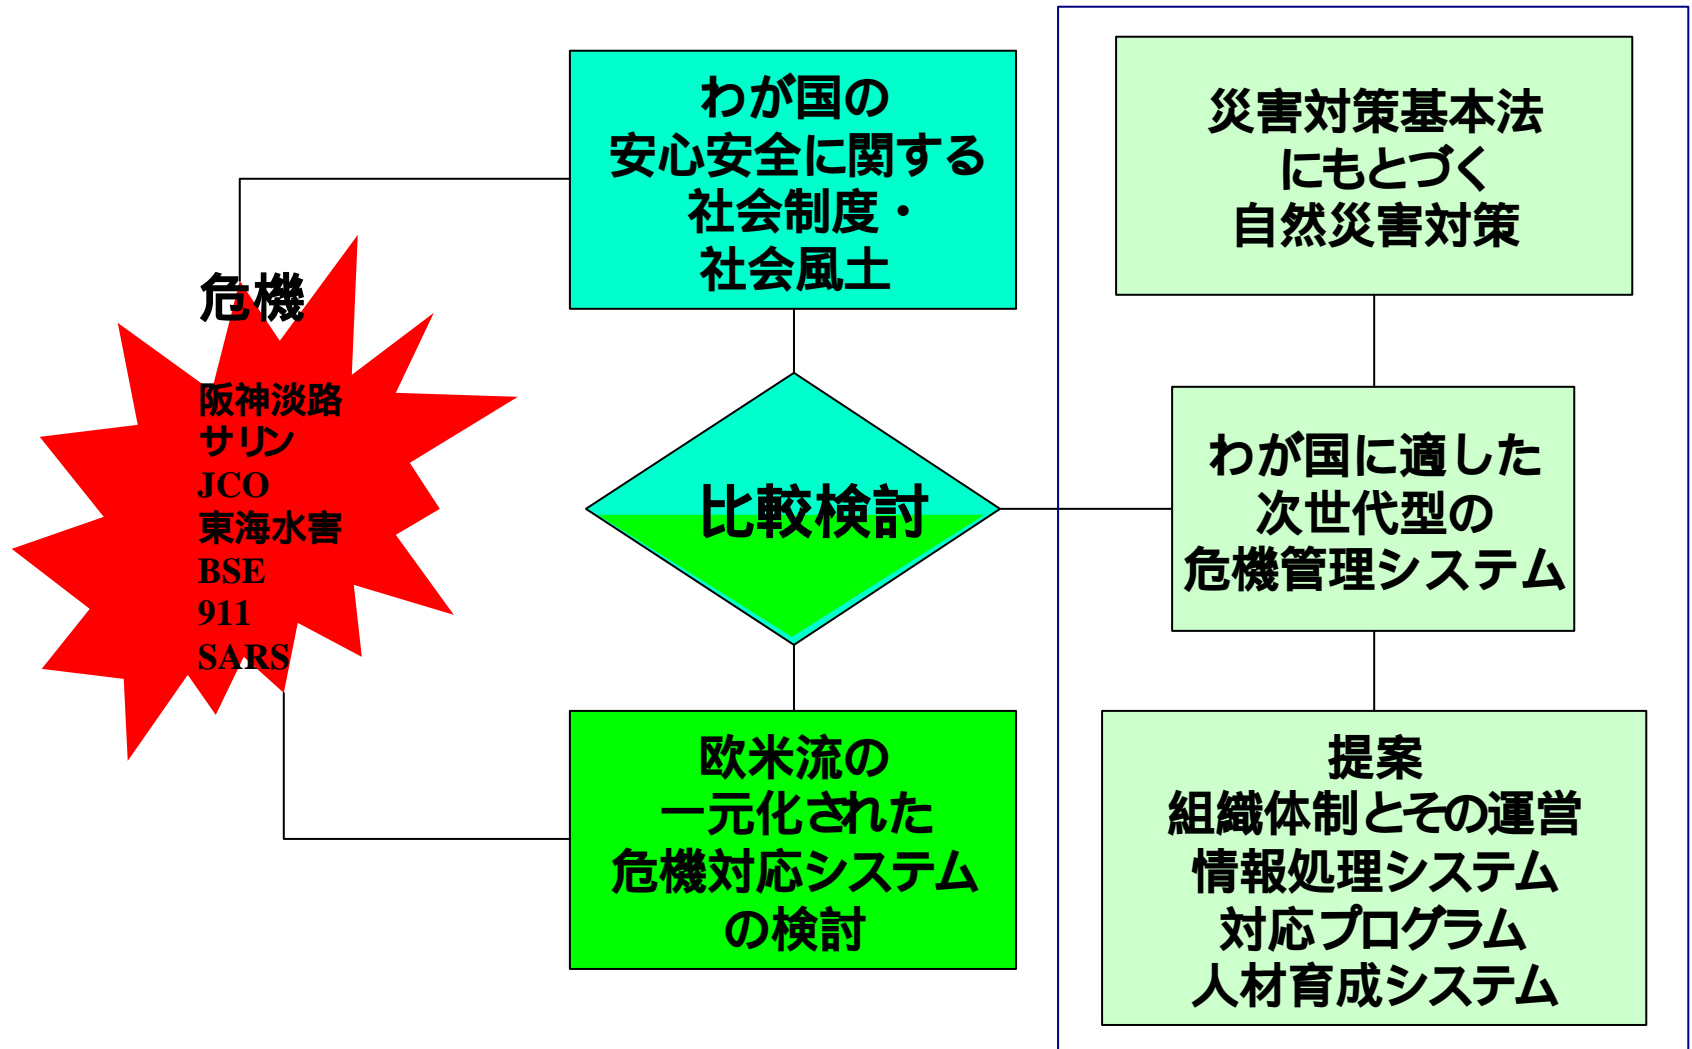 危機
阪神淡路
サリン
JCO
東海水害
BSE
911
SARS
わが国の
安心安全に関する
社会制度・
社会風土
比較検討
欧米流の
一元化された
危機対応システム
の検討
災害対策基本法
にもとづく
自然災害対策
わが国に適した
次世代型の
危機管理システム
提案
組織体制とその運営
情報処理システム
対応プログラム
人材育成システム